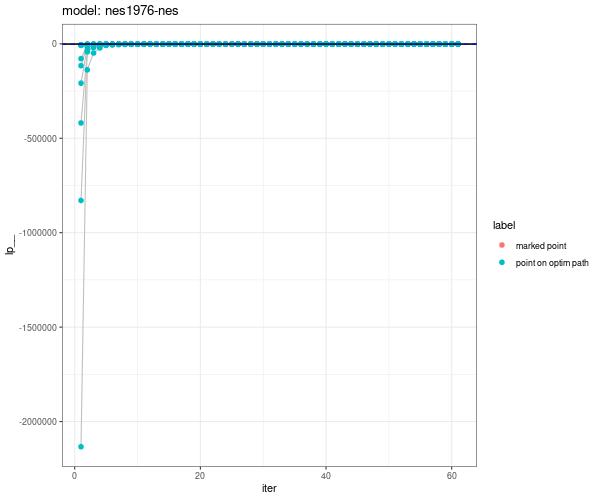 model: nes1976-nes
0
-500000
-1000000
-1500000
-2000000
lp__
0
20
40
60
iter
label
marked point
point on optim path